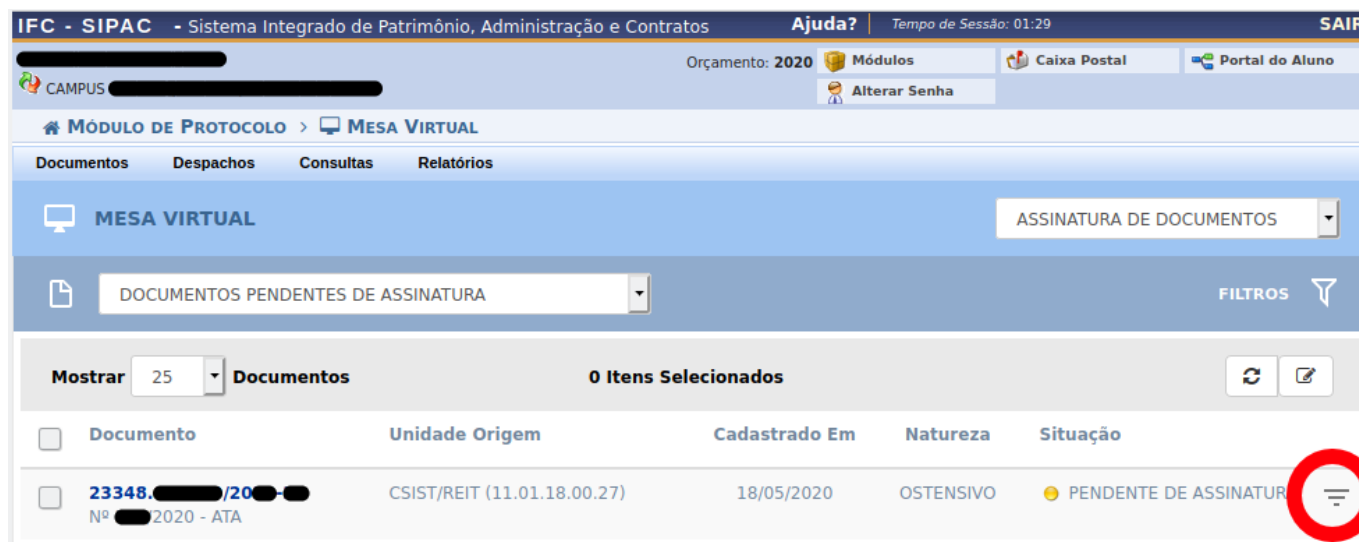 IFC - SIPAC - Sistema Integrado de Patrimônio, Administração e Contratos Ajuda? Tempo de Sessão: 01:29 SAIR
Orçamento: 2020 Módulos Caixa Postal Portal do Aluno
CAMPUS Alterar Senha
MÓDULO DE PROTOCOLO > MESA VIRTUAL
Documentos Despachos Consultas Relatórios
MESA VIRTUAL ASSINATURA DE DOCUMENTOS
DOCUMENTOS PENDENTES DE ASSINATURA FILTROS
Mostrar 25 Documentos 0 Itens Selecionados
Documento Unidade Origem Cadastrado Em Natureza Situação
23348. /20 - CSIST/REIT (11.01.18.00.27) 18/05/2020 OSTENSIVO PENDENTE DE ASSINATUR
Nº /2020 - ATA